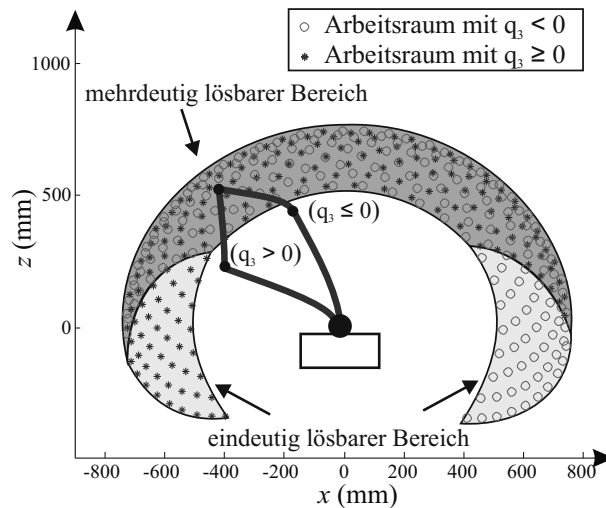 Arbeitsraum mit q₃ < 0
Arbeitsraum mit q₃ ≥ 0
1000
mehrdeutig lösbarer Bereich
500
(q₃ ≤ 0)
(q₃ > 0)
z (mm)
0
eindeutig lösbarer Bereich
-800 -600 -400 -200 0 200 400 600 800
x (mm)